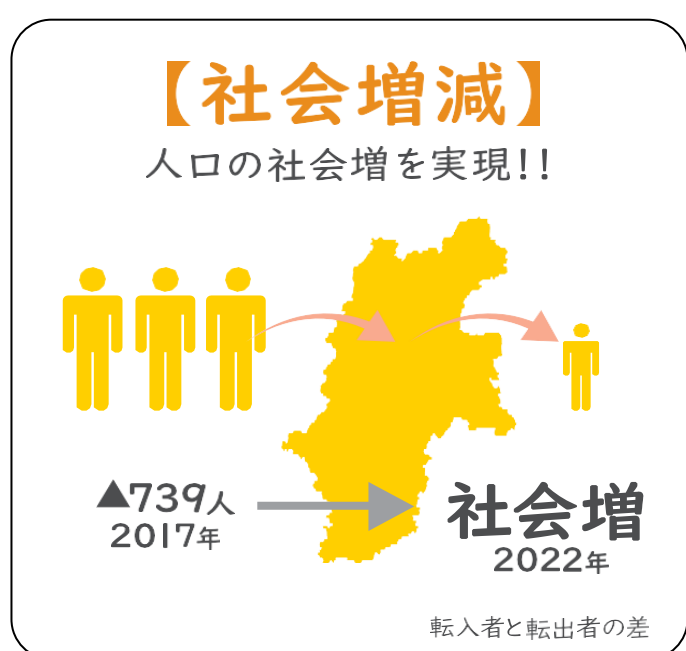 【社会増減】
人口の社会増を実現!!
▲739人
2017年
社会増
2022年
転入者と転出者の差